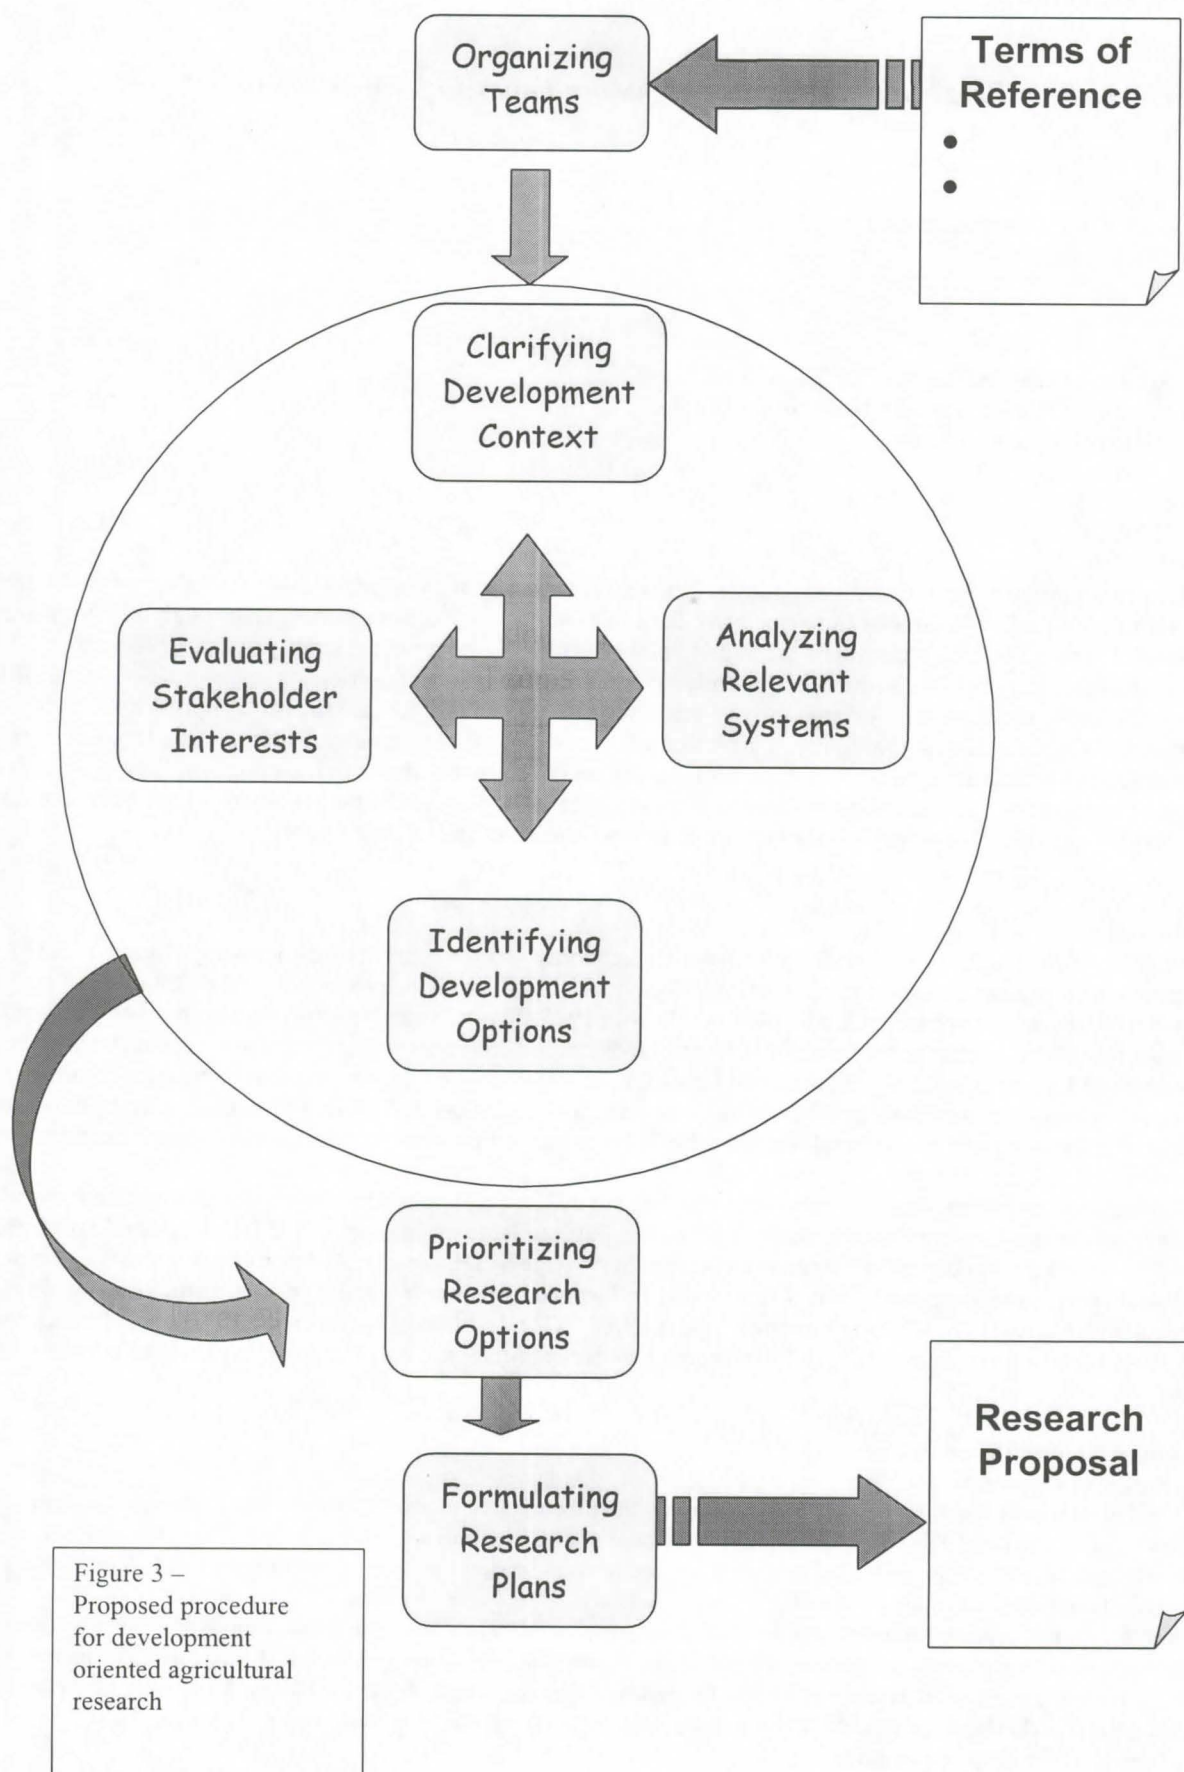 Organizing
Teams
Terms of
Reference
•
•
Clarifying
Development
Context
Evaluating
Stakeholder
Interests
Analyzing
Relevant
Systems
Identifying
Development
Options
Prioritizing
Research
Options
Formulating
Research
Plans
Research
Proposal
Figure 3 –
Proposed procedure
for development
oriented agricultural
research